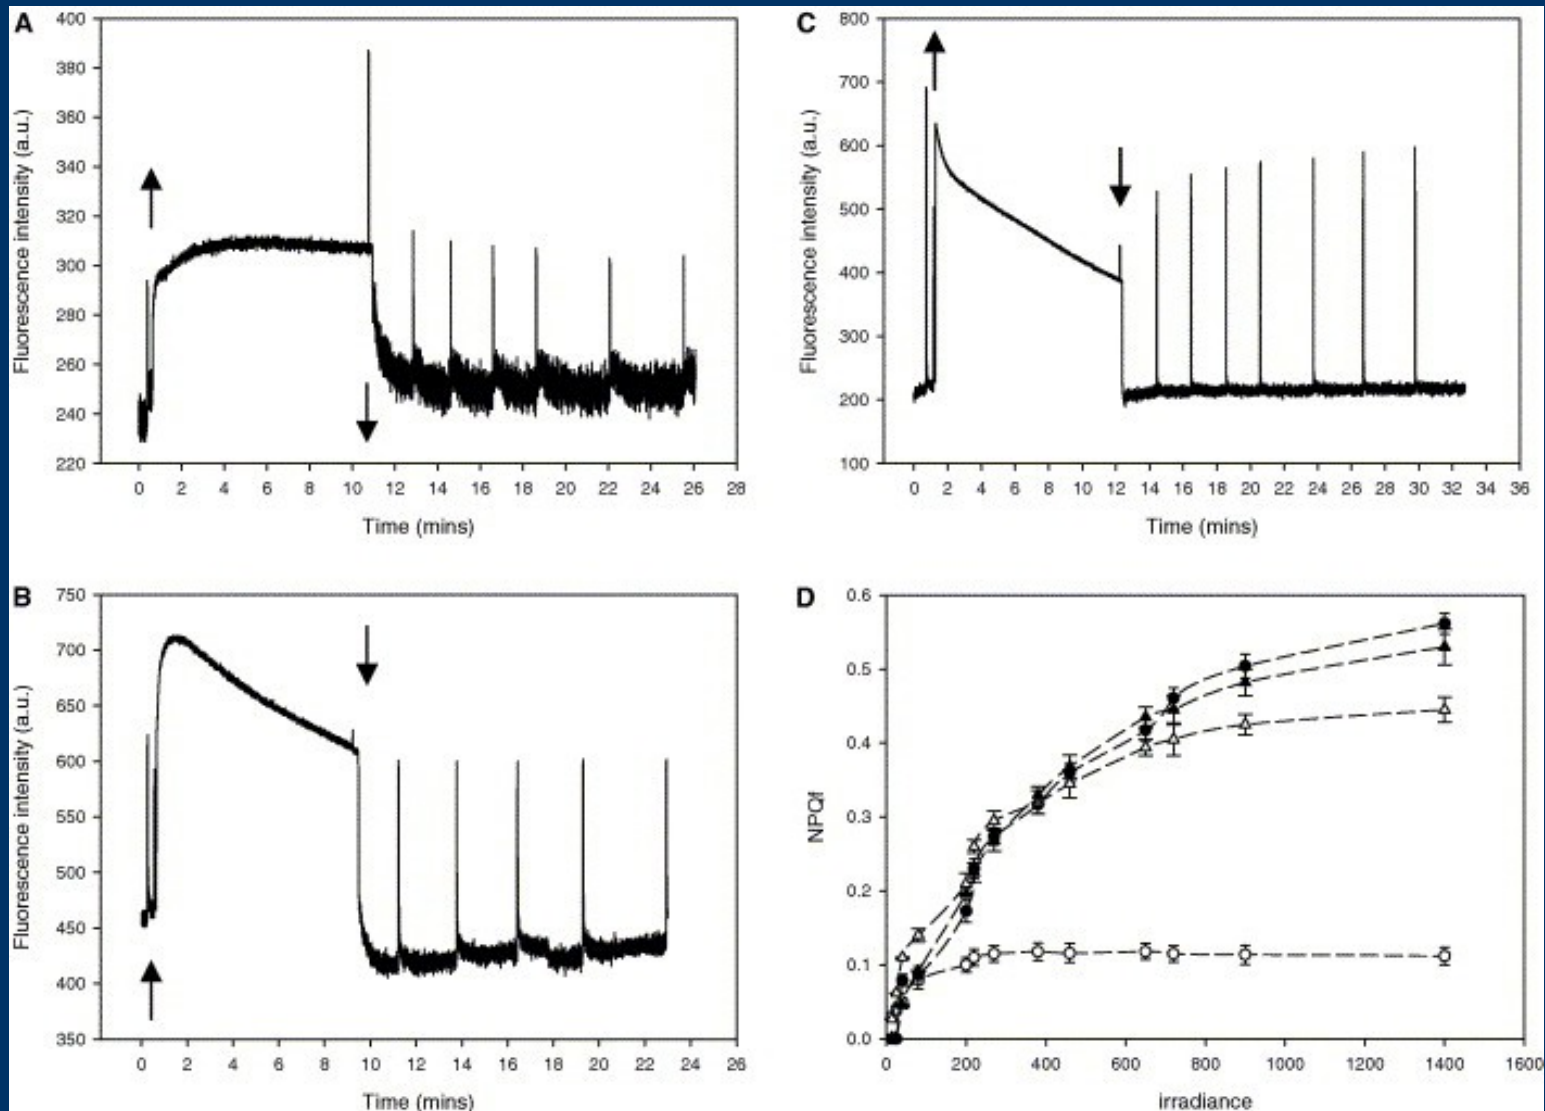 A
400
380
360
340
320
300
280
260
240
220
Fluorescence intensity (a.u.)
0 2 4 6 8 10 12 14 16 18 20 22 24 26 28
Time (mins)
C
800
700
600
500
400
300
200
100
Fluorescence intensity (a.u.)
0 2 4 6 8 10 12 14 16 18 20 22 24 26 28 30 32 34 36
Time (mins)
B
750
700
650
600
550
500
450
400
350
Fluorescence intensity (a.u.)
0 2 4 6 8 10 12 14 16 18 20 22 24 26
Time (mins)
D
0.6
0.5
0.4
0.3
0.2
0.1
0.0
NPQf
0 200 400 600 800 1000 1200 1400 1600
irradiance